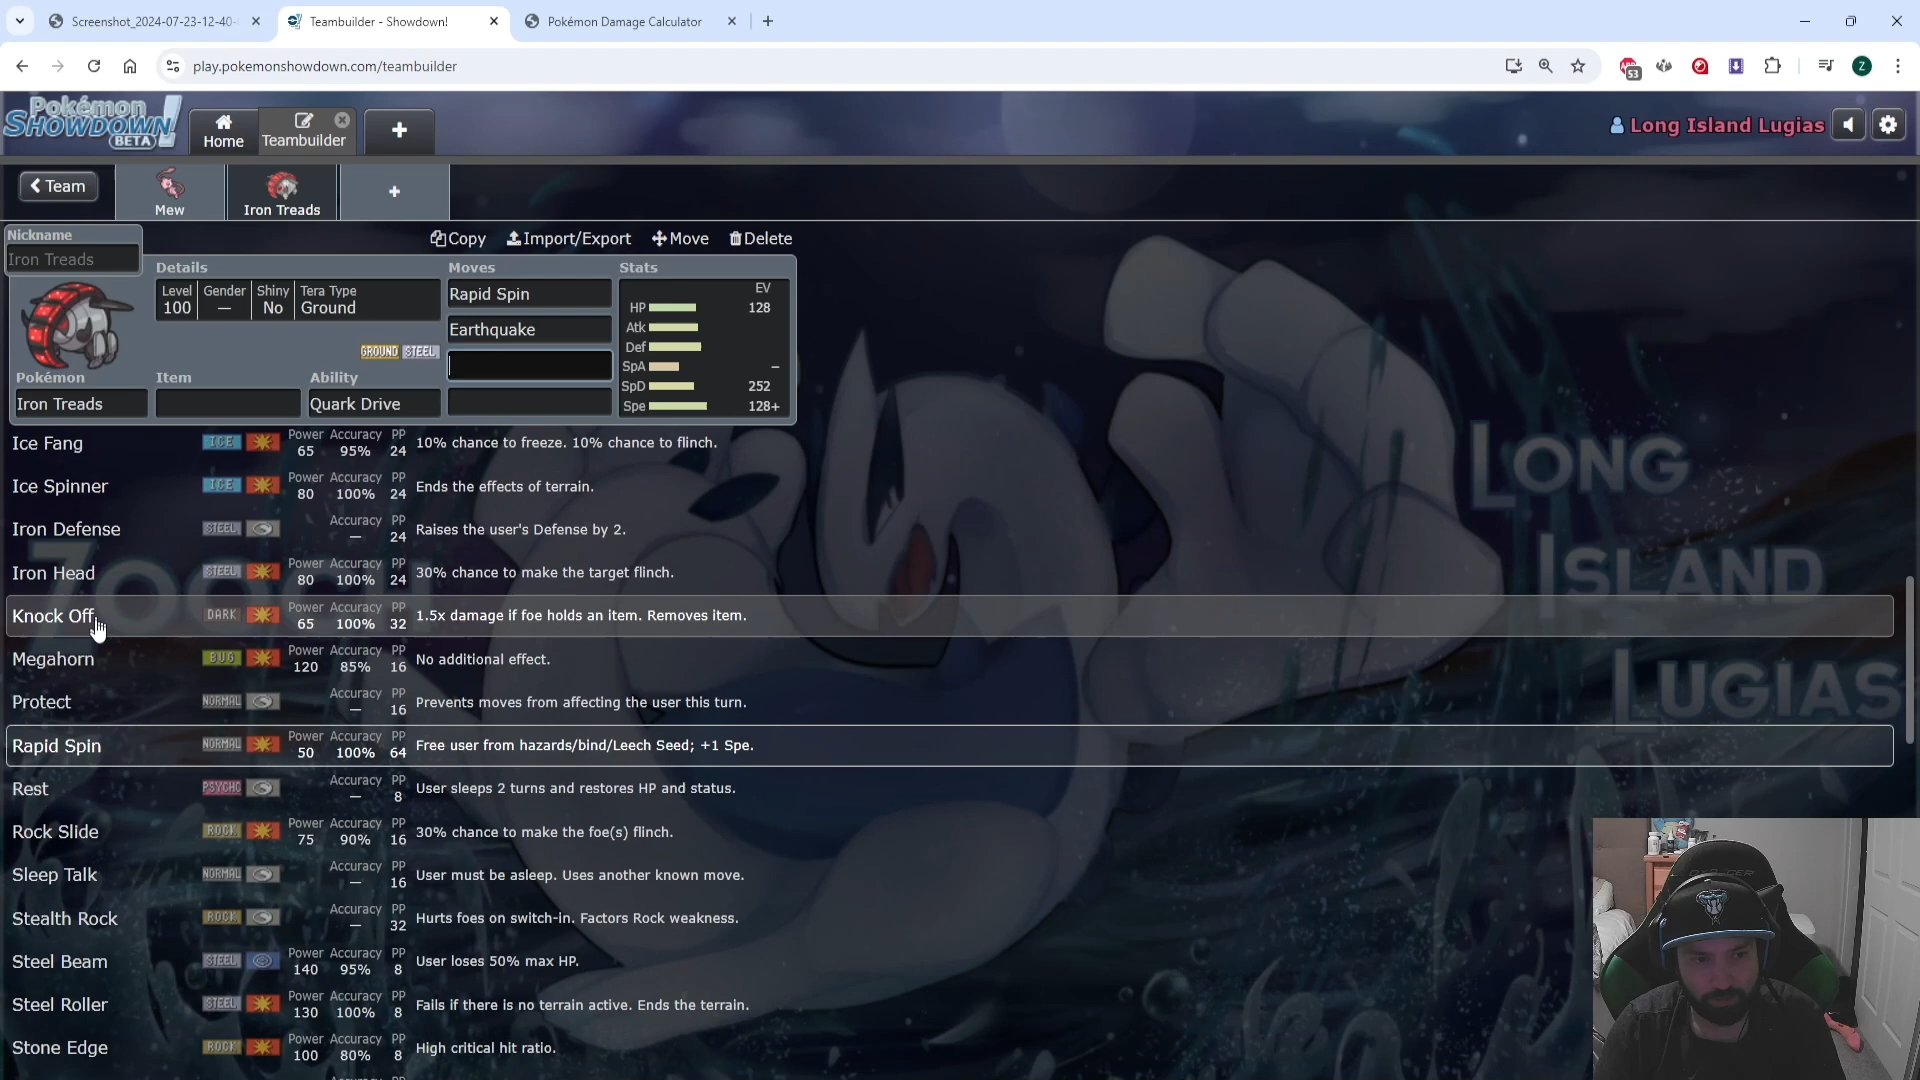 Screenshot_2024-07-23-12-40-
Teambuilder - Showdown!
Pokémon Damage Calculator
play.pokemonshowdown.com/teambuilder
53
Z
Pokémon Showdown! BETA
Home
Teambuilder
Long Island Lugias
Team
Mew
Iron Treads
Nickname
Iron Treads
Copy Import/Export Move Delete
Details Moves Stats
Level Gender Shiny Tera Type
100 — No Ground
GROUND STEEL
Pokémon Item Ability
Iron Treads Quark Drive
Rapid Spin
Earthquake
EV
HP 128
Atk
Def
SpA –
SpD 252
Spe 128+
Ice Fang ICE Power 65 Accuracy 95% PP 24 10% chance to freeze. 10% chance to flinch.
Ice Spinner ICE Power 80 Accuracy 100% PP 24 Ends the effects of terrain.
Iron Defense STEEL Accuracy — PP 24 Raises the user's Defense by 2.
Iron Head STEEL Power 80 Accuracy 100% PP 24 30% chance to make the target flinch.
Knock Off DARK Power 65 Accuracy 100% PP 32 1.5x damage if foe holds an item. Removes item.
Megahorn BUG Power 120 Accuracy 85% PP 16 No additional effect.
Protect NORMAL Accuracy — PP 16 Prevents moves from affecting the user this turn.
Rapid Spin NORMAL Power 50 Accuracy 100% PP 64 Free user from hazards/bind/Leech Seed; +1 Spe.
Rest PSYCHC Accuracy — PP 8 User sleeps 2 turns and restores HP and status.
Rock Slide ROCK Power 75 Accuracy 90% PP 16 30% chance to make the foe(s) flinch.
Sleep Talk NORMAL Accuracy — PP 16 User must be asleep. Uses another known move.
Stealth Rock ROCK Accuracy — PP 32 Hurts foes on switch-in. Factors Rock weakness.
Steel Beam STEEL Power 140 Accuracy 95% PP 8 User loses 50% max HP.
Steel Roller STEEL Power 130 Accuracy 100% PP 8 Fails if there is no terrain active. Ends the terrain.
Stone Edge ROCK Power 100 Accuracy 80% PP 8 High critical hit ratio.
Accuracy PP
LONG
ISLAND
LUGIAS